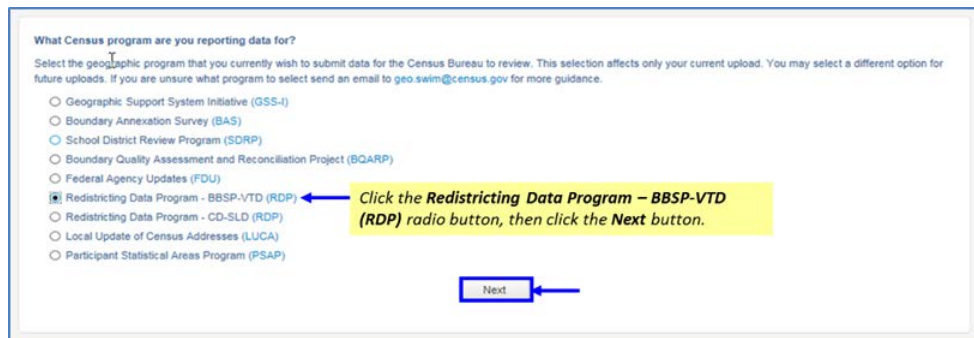 What Census program are you reporting data for?
Select the geographic program that you currently wish to submit data for the Census Bureau to review. This selection affects only your current upload. You may select a different option for
future uploads. If you are unsure what program to select send an email to geo.swim@census.gov for more guidance.
Geographic Support System Initiative (GSS-I)
Boundary Annexation Survey (BAS)
School District Review Program (SDRP)
Boundary Quality Assessment and Reconciliation Project (BQARP)
Federal Agency Updates (FDU)
Redistricting Data Program - BBSP-VTD (RDP)
Click the Redistricting Data Program – BBSP-VTD
(RDP) radio button, then click the Next button.
Redistricting Data Program - CD-SLD (RDP)
Local Update of Census Addresses (LUCA)
Participant Statistical Areas Program (PSAP)
Next